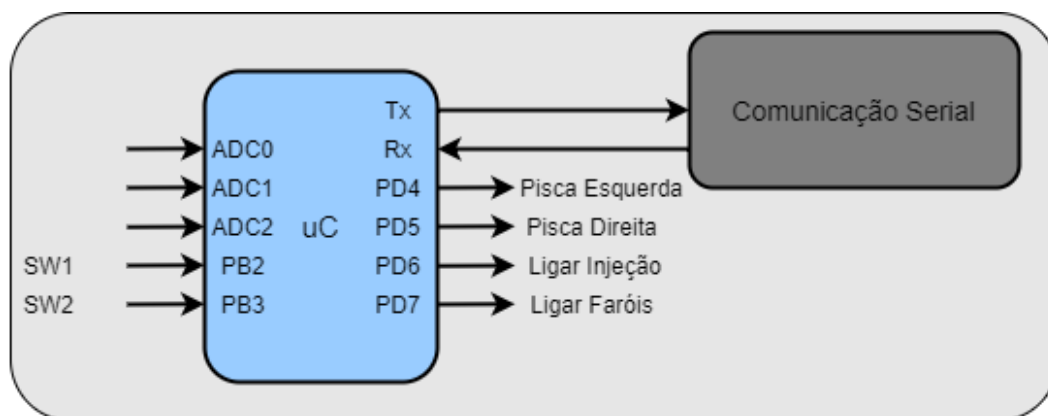 Tx
Comunicação Serial
ADC0
Rx
ADC1
PD4
Pisca Esquerda
ADC2
uC
PD5
Pisca Direita
SW1
PB2
PD6
Ligar Injeção
SW2
PB3
PD7
Ligar Faróis